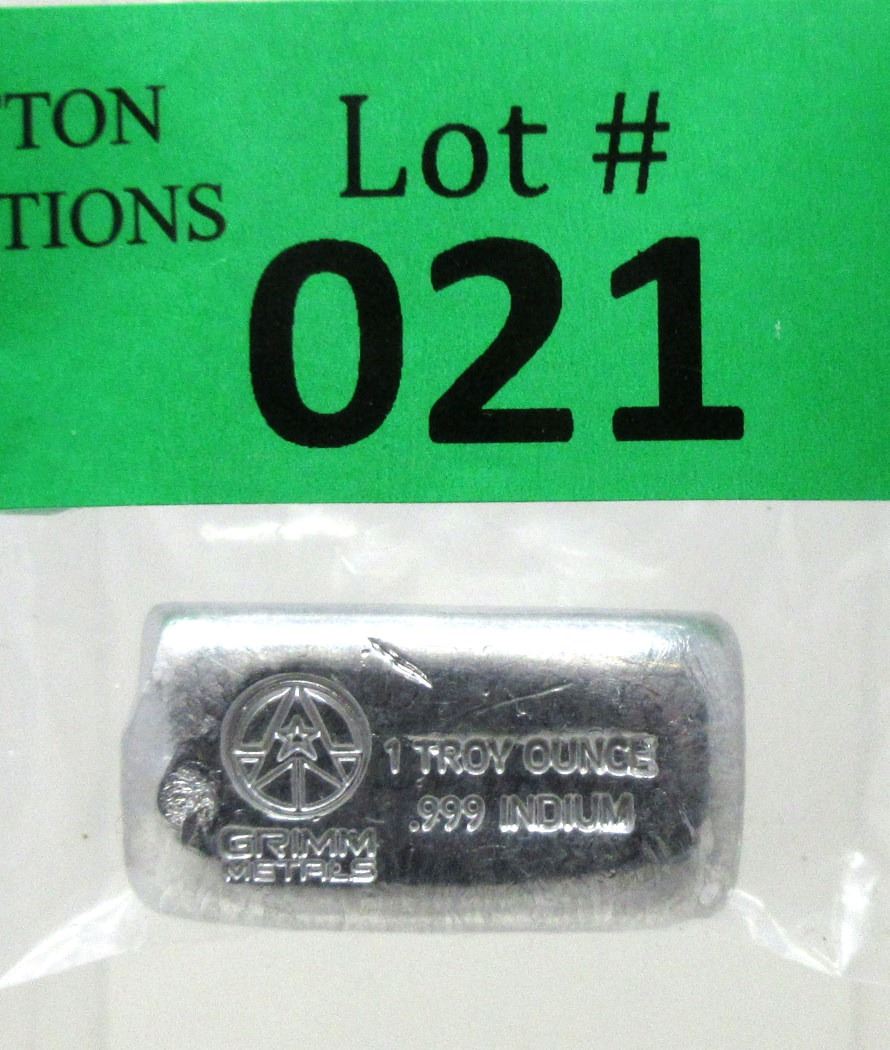 TON
TIONS
Lot #
021
1 TROY OUNCE
.999 INDIUM
GRIMM
METALS